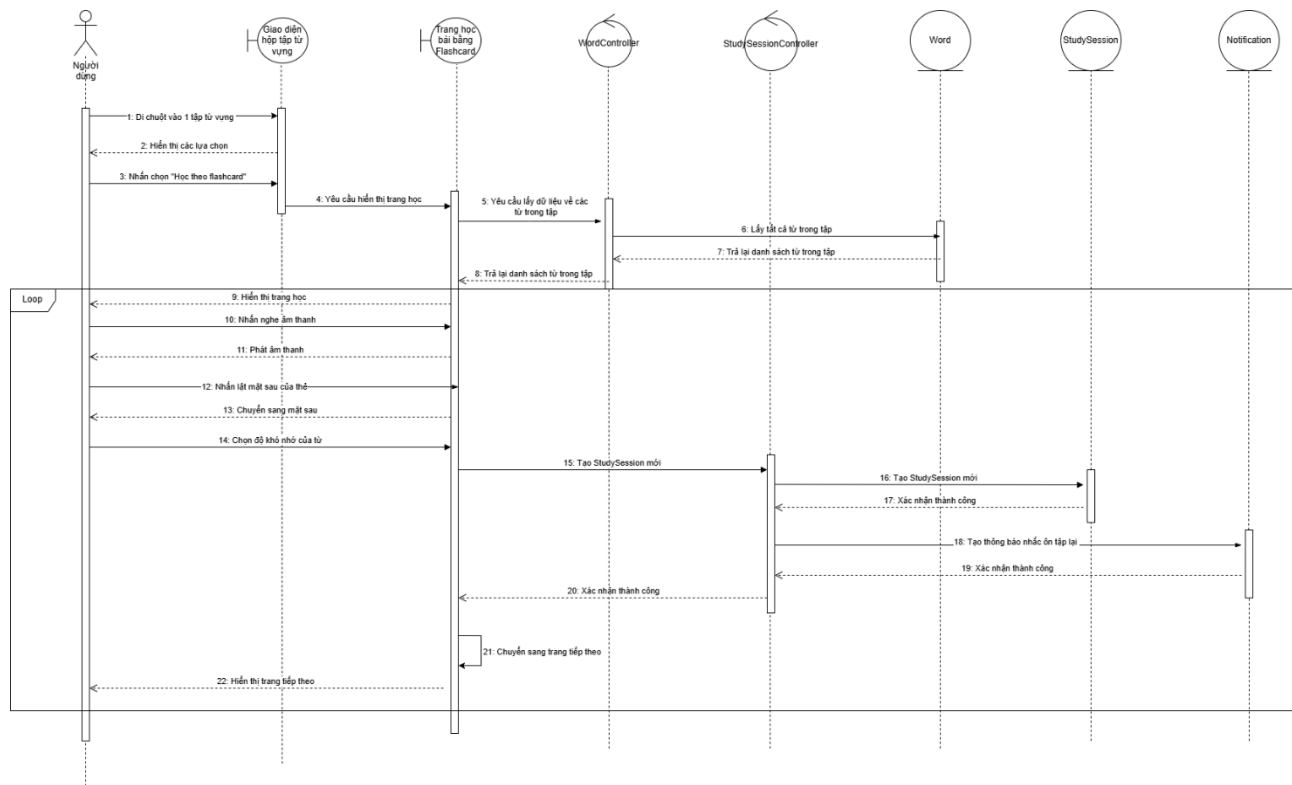 Người
dùng
Giao diện
hộp tập từ
vựng
Trang học
bài bằng
Flashcard
WordController
StudySessionController
Word
StudySession
Notification
1: Di chuột vào 1 tập từ vựng
2: Hiển thị các lựa chọn
3: Nhấn chọn "Học theo flashcard"
4: Yêu cầu hiển thị trang học
5: Yêu cầu lấy dữ liệu về các
từ trong tập
6: Lấy tất cả từ trong tập
7: Trả lại danh sách từ trong tập
8: Trả lại danh sách từ trong tập
Loop
9: Hiển thị trang học
10: Nhấn nghe âm thanh
11: Phát âm thanh
12: Nhấn lật mặt sau của thẻ
13: Chuyển sang mặt sau
14: Chọn độ khó nhớ của từ
15: Tạo StudySession mới
16: Tạo StudySession mới
17: Xác nhận thành công
18: Tạo thông báo nhắc ôn tập lại
19: Xác nhận thành công
20: Xác nhận thành công
21: Chuyển sang trang tiếp theo
22: Hiển thị trang tiếp theo